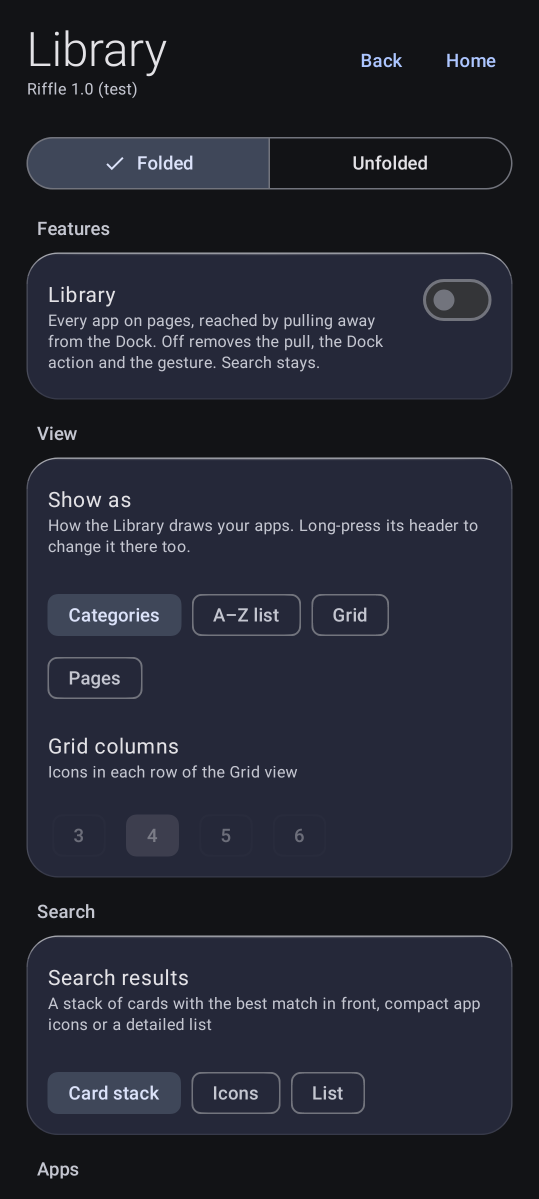 Library
Riffle 1.0 (test)
Back
Home
Folded
Unfolded
Features
Library
Every app on pages, reached by pulling away
from the Dock. Off removes the pull, the Dock
action and the gesture. Search stays.
View
Show as
How the Library draws your apps. Long-press its header to
change it there too.
Categories
A–Z list
Grid
Pages
Grid columns
Icons in each row of the Grid view
3
4
5
6
Search
Search results
A stack of cards with the best match in front, compact app
icons or a detailed list
Card stack
Icons
List
Apps